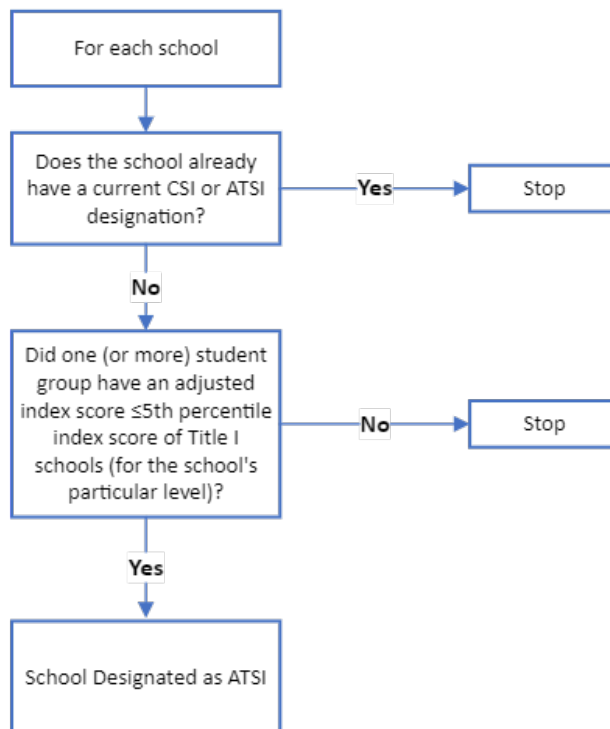 For each school
Does the school already
have a current CSI or ATSI
designation?
Yes
Stop
No
Did one (or more) student
group have an adjusted
index score ≤5th percentile
index score of Title I
schools (for the school's
particular level)?
No
Stop
Yes
School Designated as ATSI